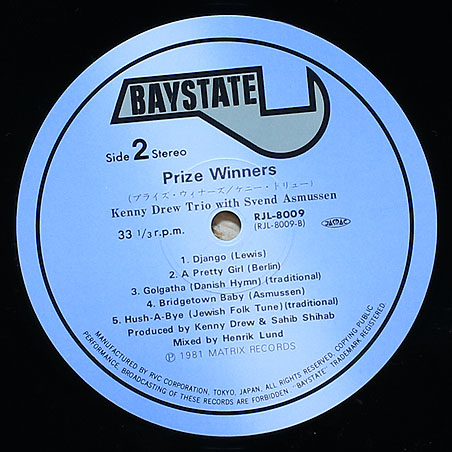 BAYSTATE
Side 2 Stereo
Prize Winners
(プライズ・ウィナーズ/ケニー・ドリュー)
Kenny Drew Trio with Svend Asmussen
33 1/3 r.p.m.
RJL-8009
(RJL-8009-B)
JASRAC
1. Django (Lewis)
2. A Pretty Girl (Berlin)
3. Golgatha (Danish Hymn) (traditional)
4. Bridgetown Baby (Asmussen)
5. Hush-A-Bye (Jewish Folk Tune) (traditional)
Produced by Kenny Drew & Sahib Shihab
Mixed by Henrik Lund
Ⓟ 1981 MATRIX RECORDS
MANUFACTURED BY RVC CORPORATION, TOKYO, JAPAN, ALL RIGHTS RESERVED, COPYING PUBLIC
PERFORMANCE, BROADCASTING OF THESE RECORDS ARE FORBIDDEN. "BAYSTATE" TRADEMARK REGISTERED.